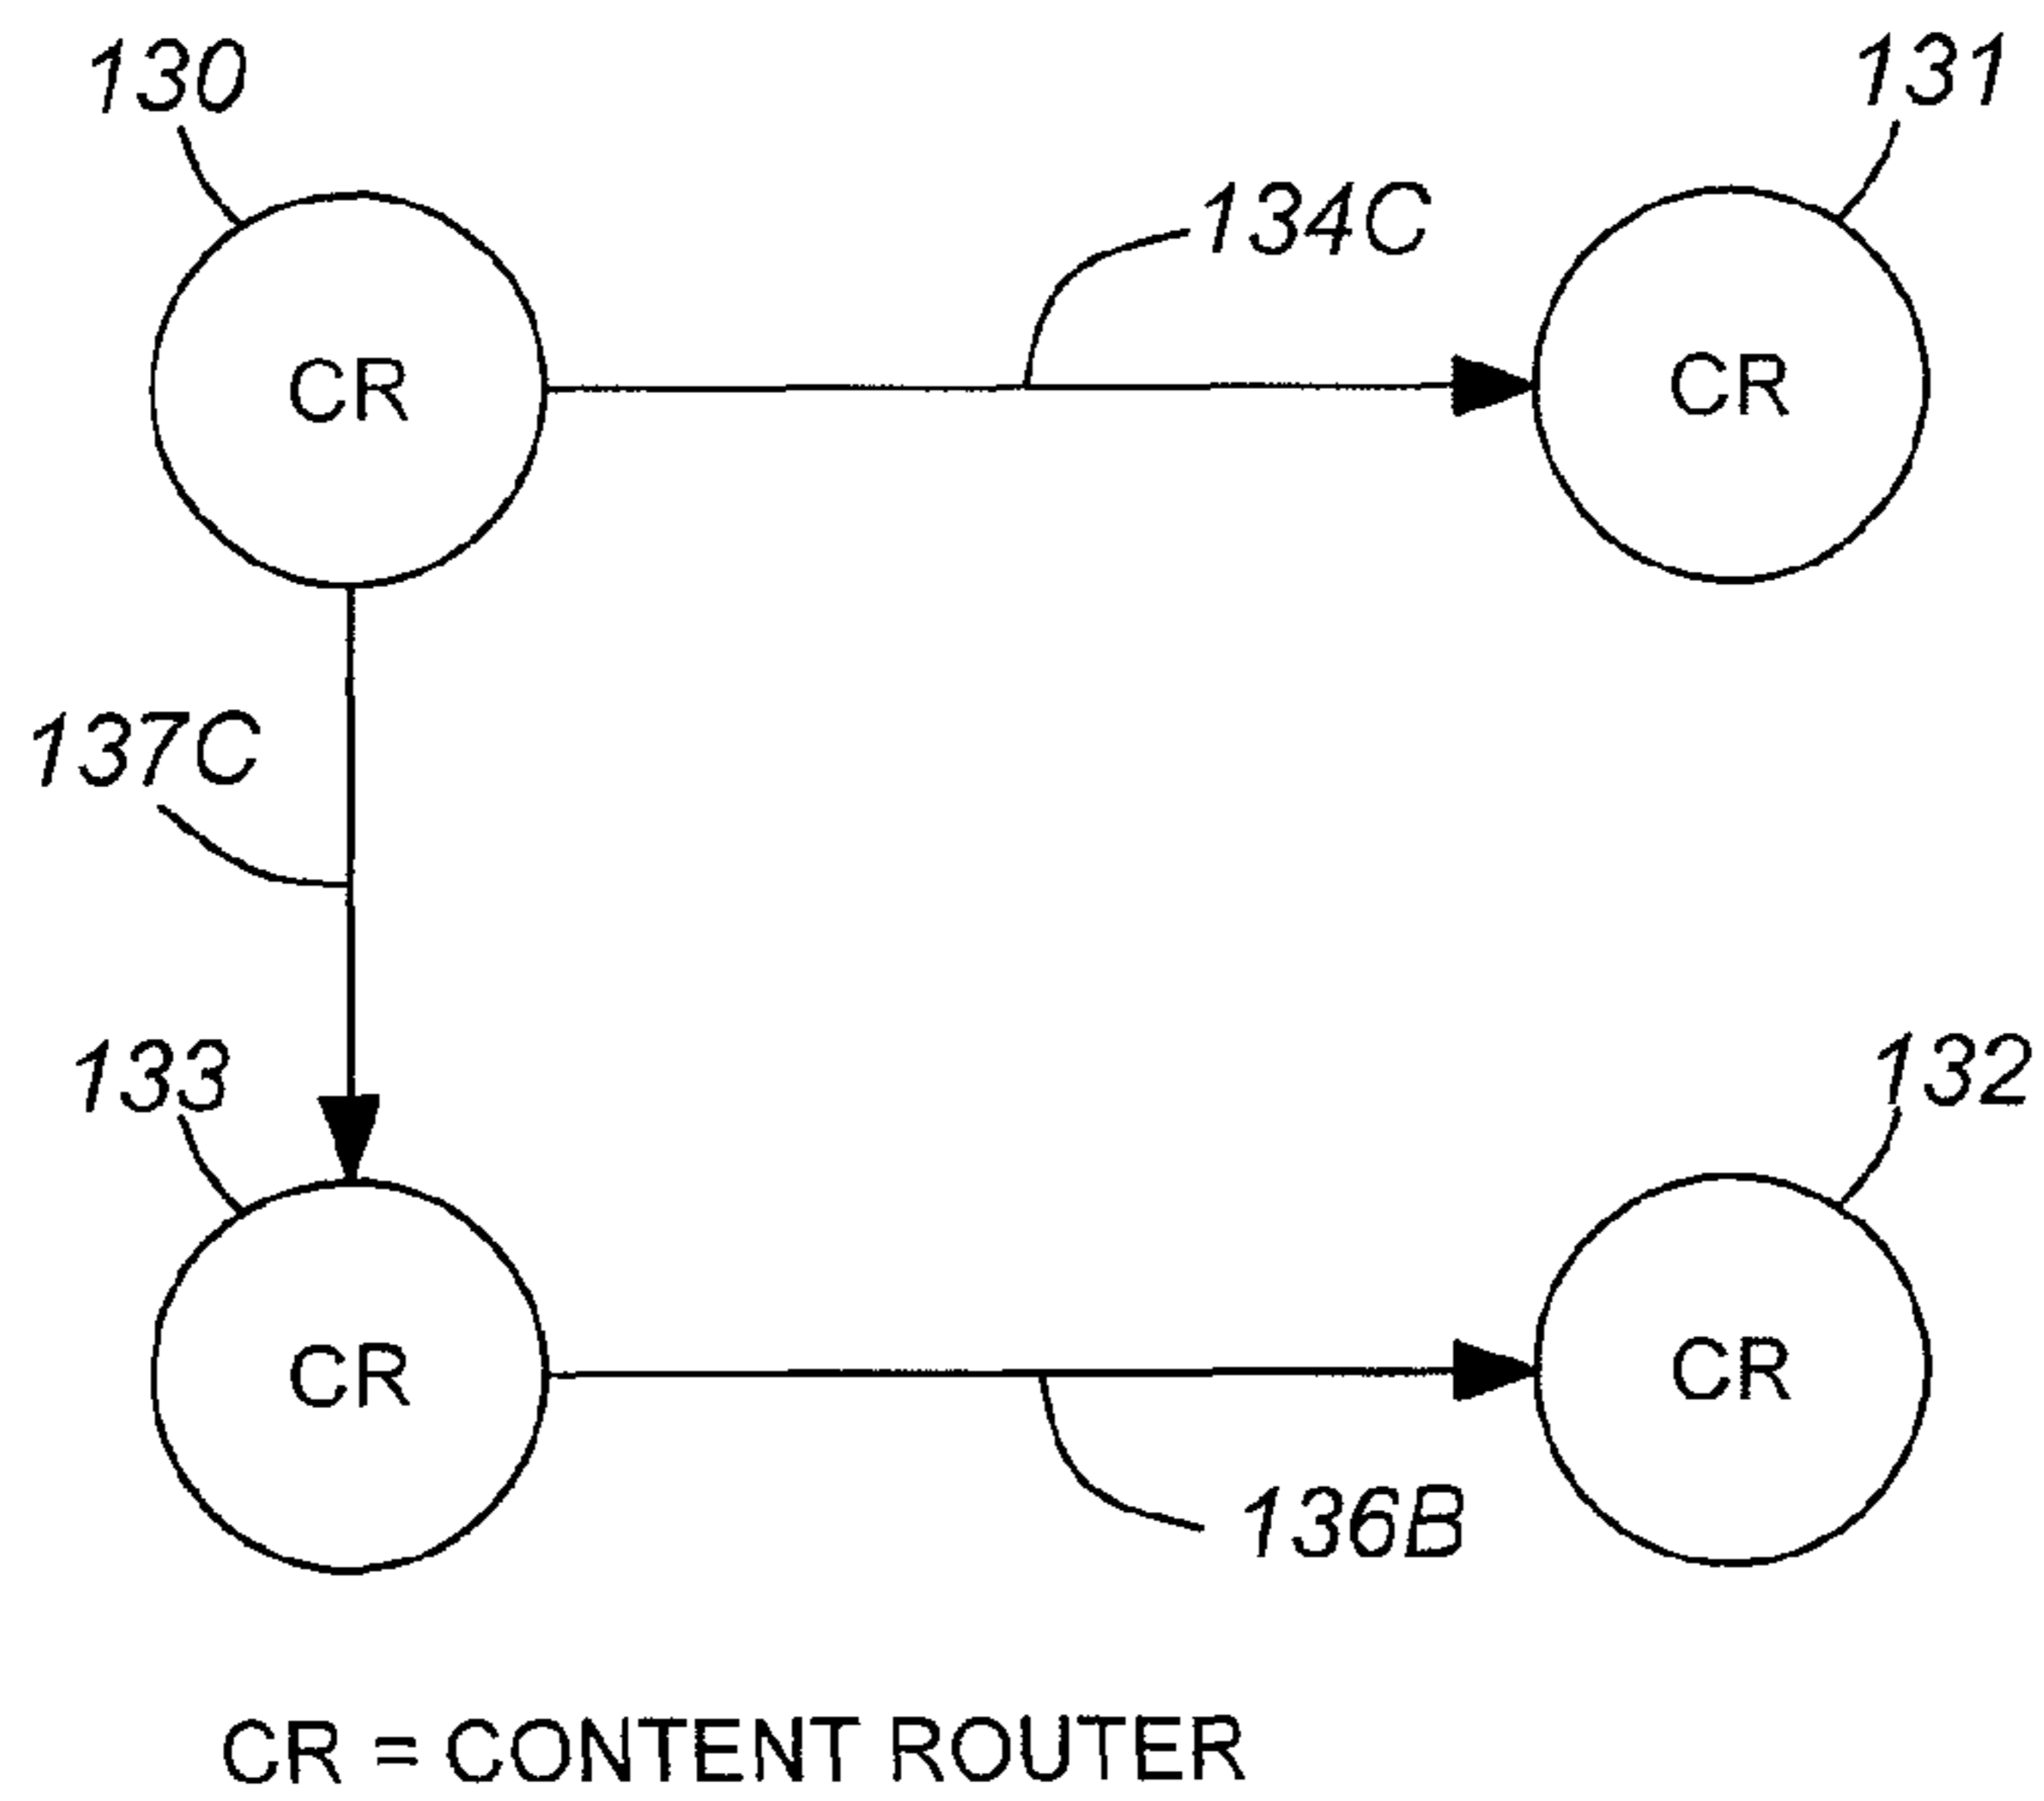 130
131
134C
CR
CR
137C
133
132
CR
CR
136B
CR = CONTENT ROUTER